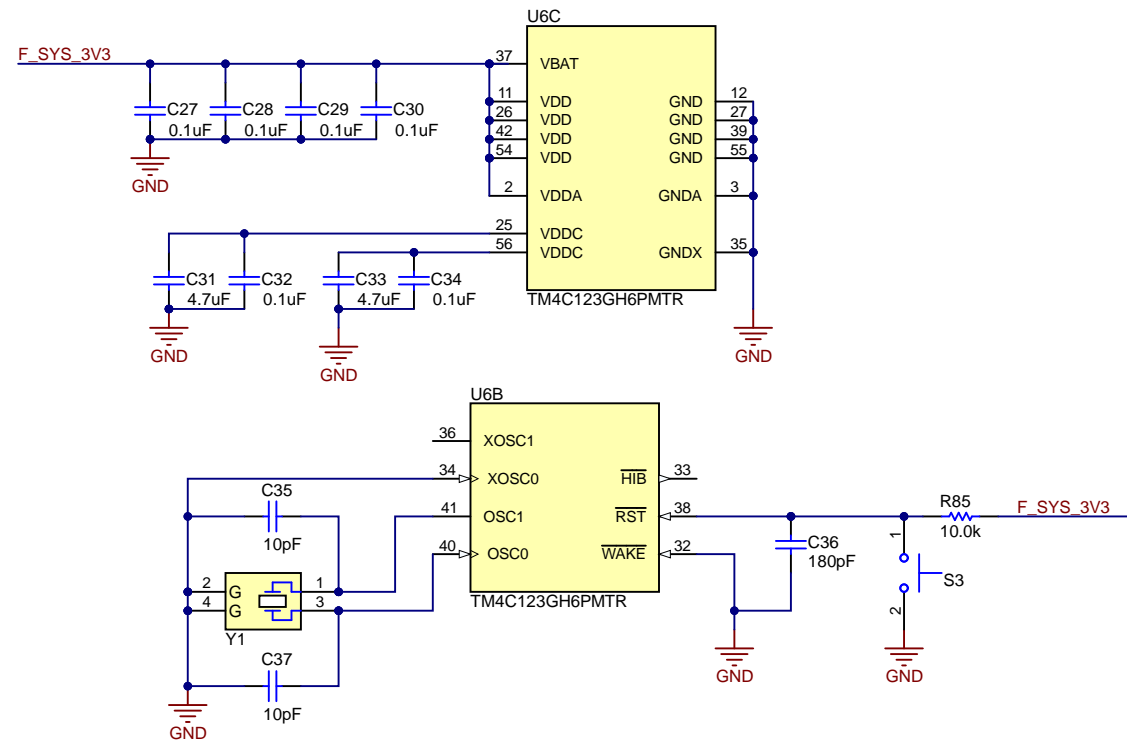 U6C
F_SYS_3V3
37 VBAT
C27 C28 C29 C30
0.1uF 0.1uF 0.1uF 0.1uF
GND
11 VDD GND 12
26 VDD GND 27
42 VDD GND 39
54 VDD GND 55
2 VDDA GNDA 3
25 VDDC
56 VDDC GNDX 35
C31 C32 C33 C34
4.7uF 0.1uF 4.7uF 0.1uF
TM4C123GH6PMTR
GND GND GND
U6B
36 XOSC1
34 XOSC0 HIB 33
C35
10pF
41 OSC1 RST 38
R85
10.0k
F_SYS_3V3
40 OSC0 WAKE 32
C36
180pF
1
S3
2
TM4C123GH6PMTR
2 G 1
4 G 3
Y1
C37
10pF
GND GND GND